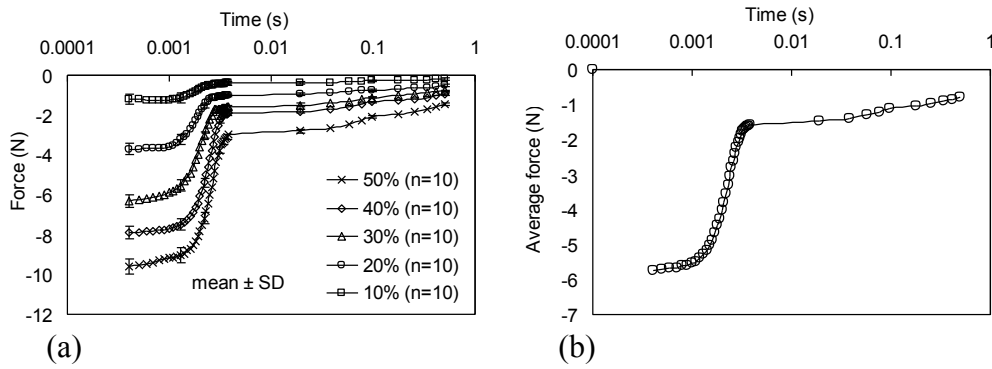 Time (s)
0.0001 0.001 0.01 0.1 1
0
-2
-4
-6
-8
-10
-12
Force (N)
50% (n=10)
40% (n=10)
30% (n=10)
20% (n=10)
10% (n=10)
mean ± SD
(a)
Time (s)
0.0001 0.001 0.01 0.1 1
0
-1
-2
-3
-4
-5
-6
-7
Average force (N)
(b)